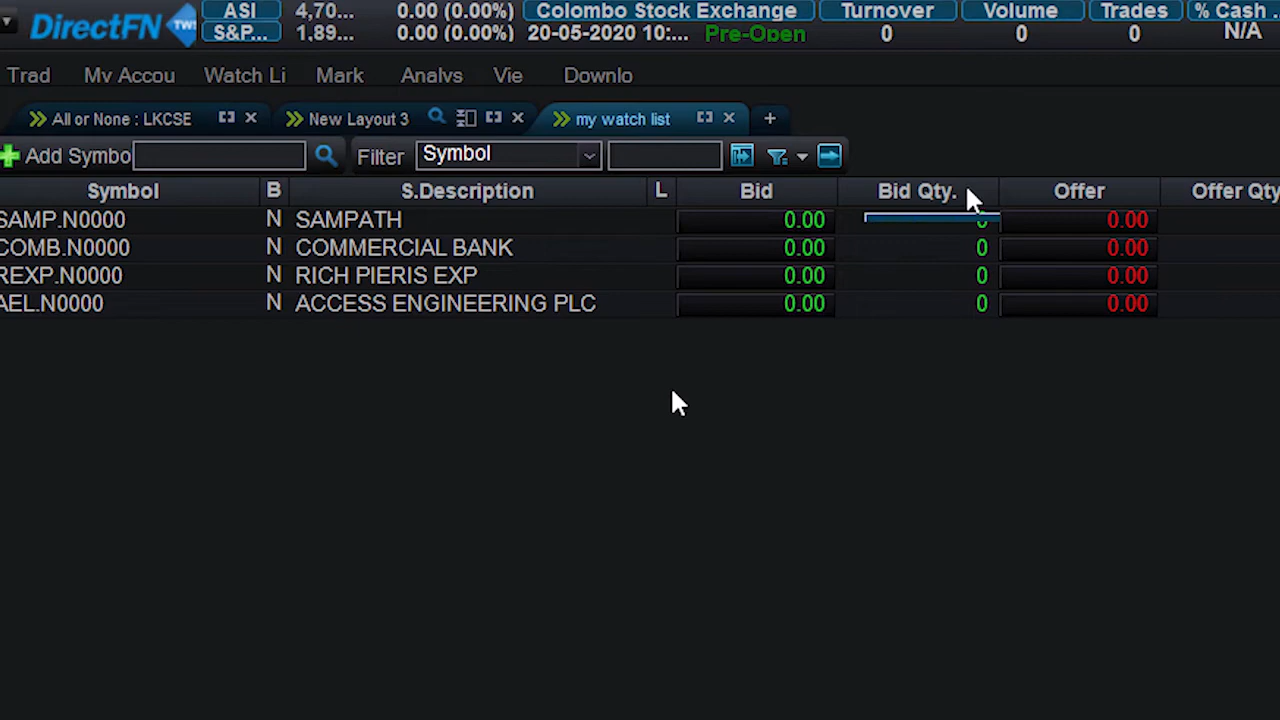 DirectFN TWS ASI 4,70... 0.00 (0.00%) Colombo Stock Exchange Turnover Volume Trades % Cash .
S&P... 1,89... 0.00 (0.00%) 20-05-2020 10:... Pre-Open 0 0 0 N/A
Trad My Accou Watch Li Mark Analys Vie Downlo
All or None : LKCSE New Layout 3 my watch list +
Add Symbo Filter Symbol
Symbol B S.Description L Bid Bid Qty. Offer Offer Qty
SAMP.N0000 N SAMPATH 0.00 0 0.00
COMB.N0000 N COMMERCIAL BANK 0.00 0 0.00
REXP.N0000 N RICH PIERIS EXP 0.00 0 0.00
AEL.N0000 N ACCESS ENGINEERING PLC 0.00 0 0.00